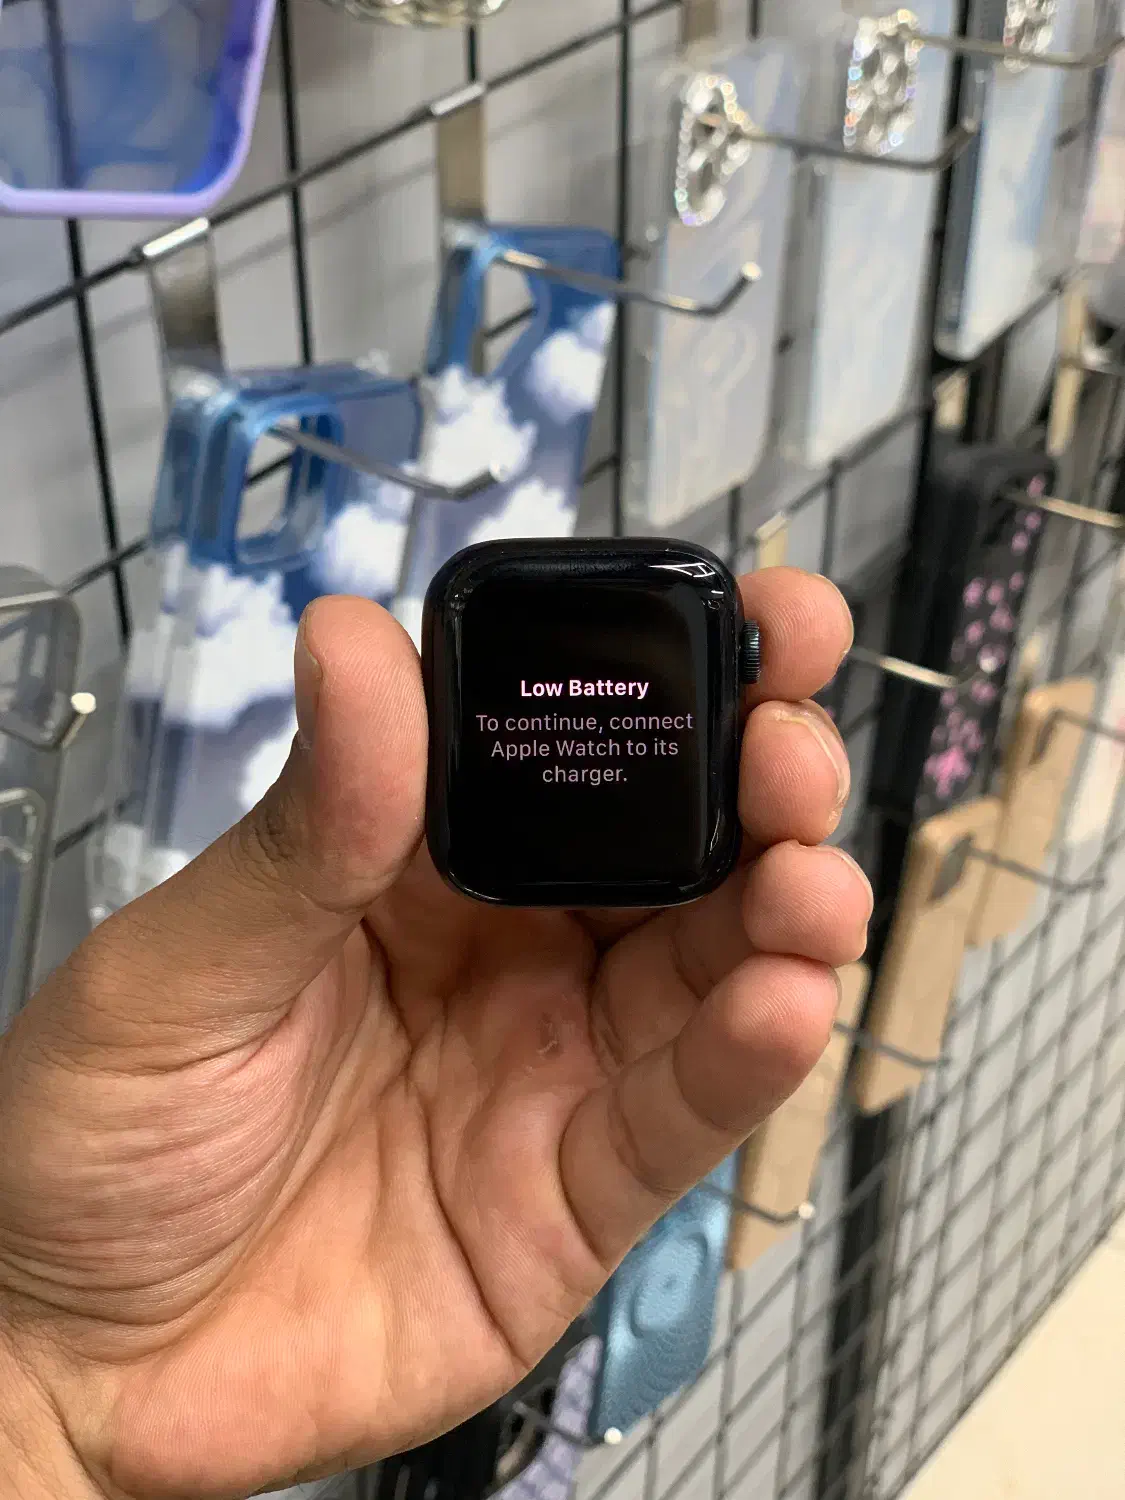 Low Battery
To continue, connect
Apple Watch to its
charger.